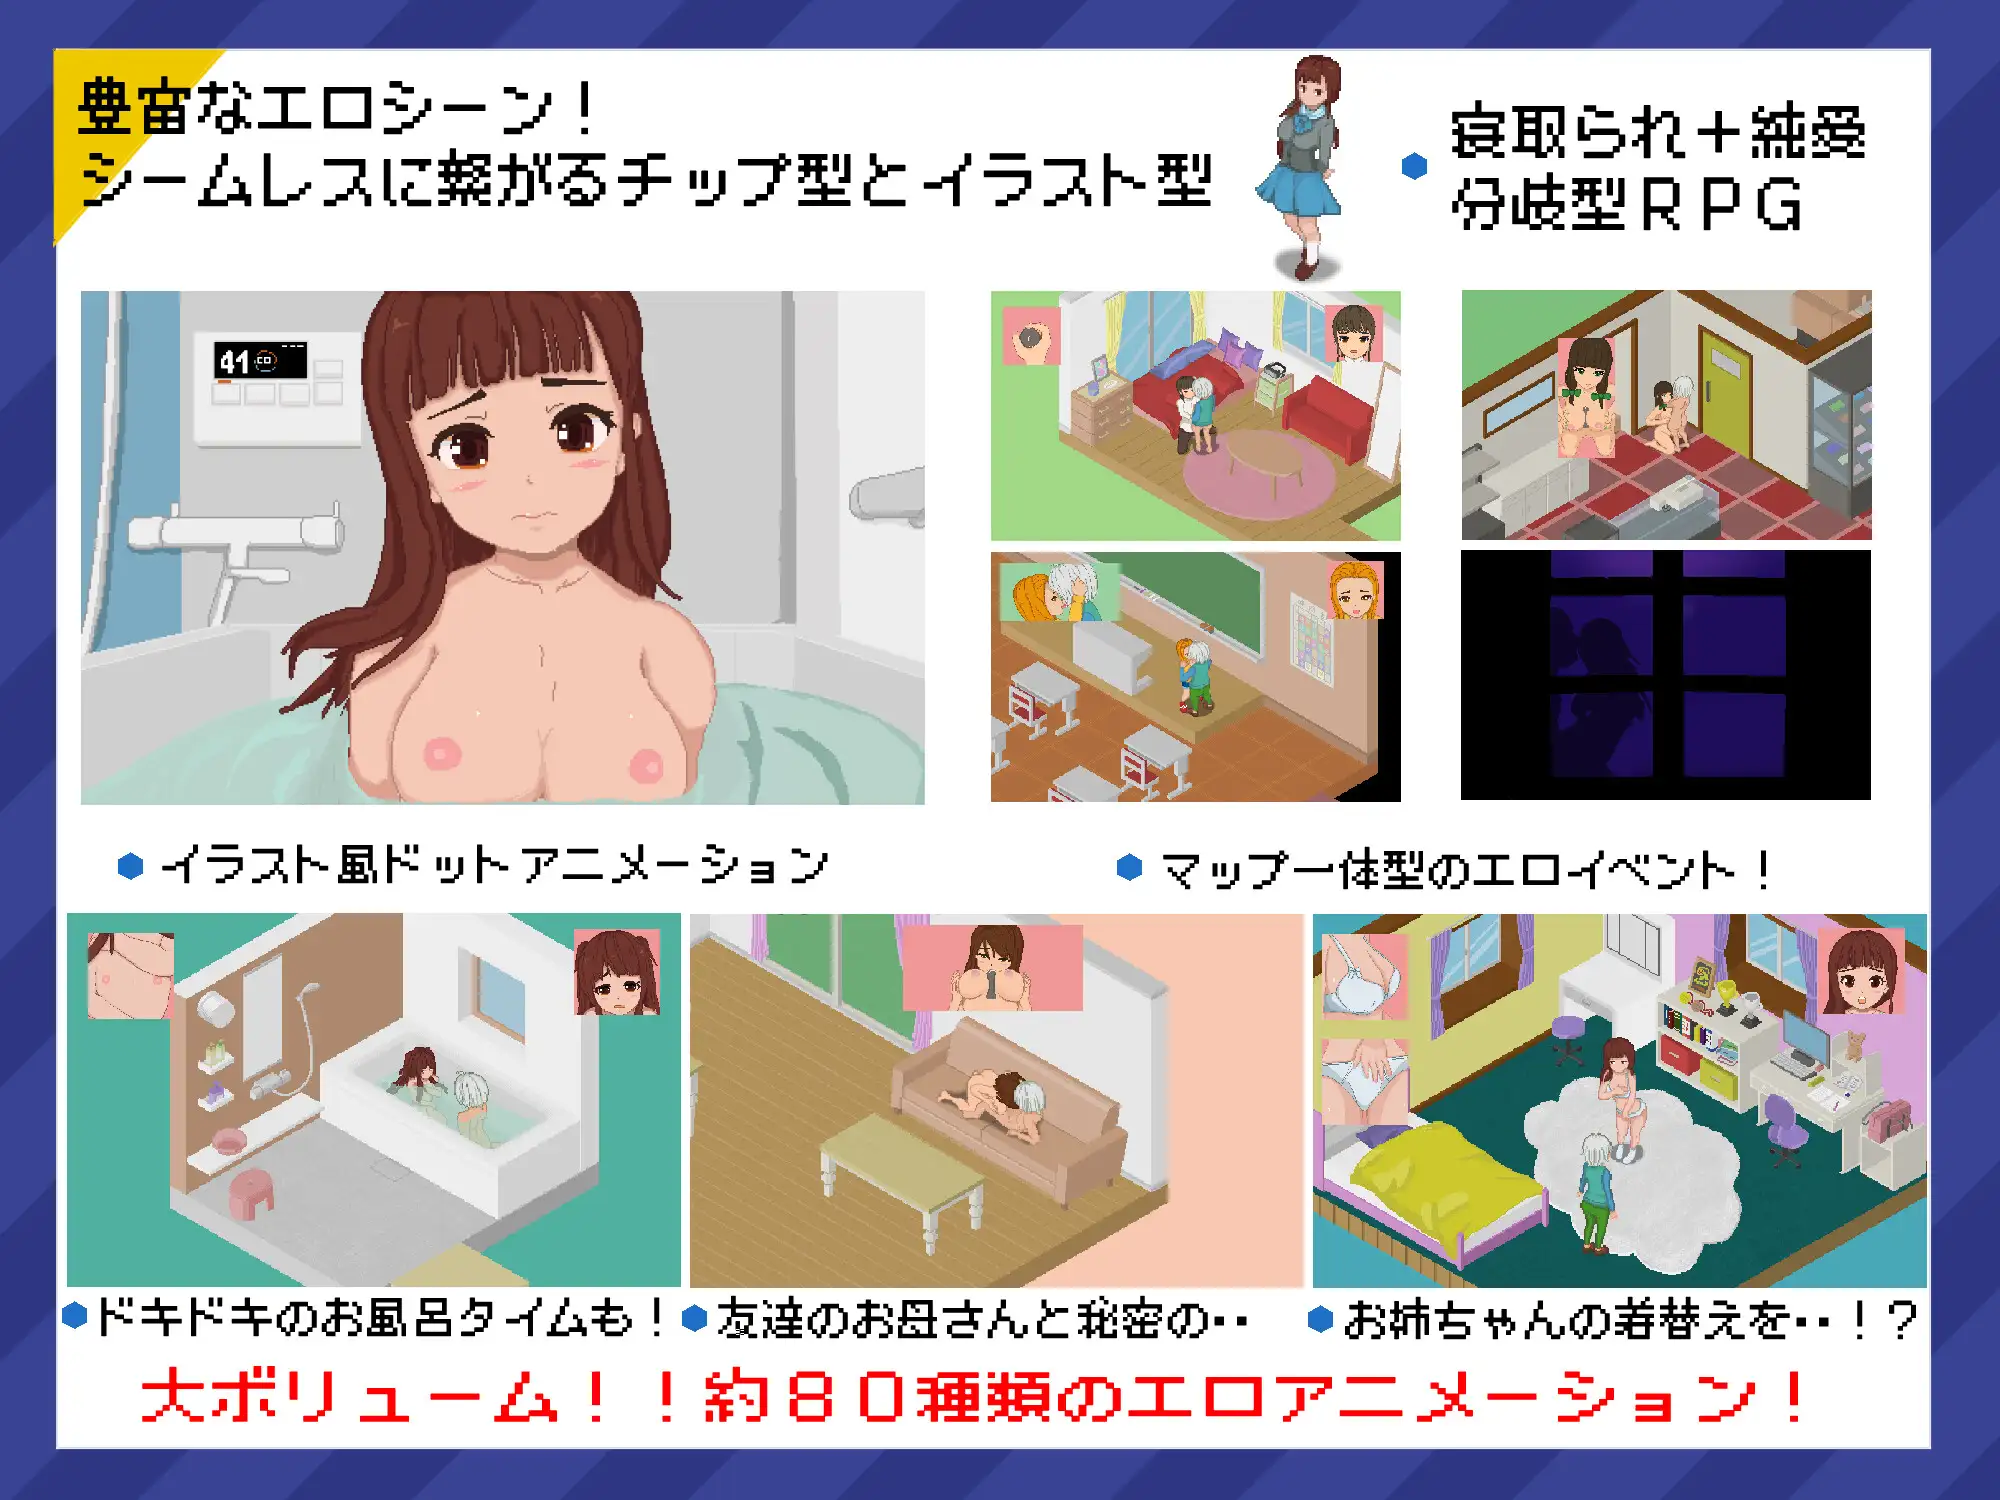 豊富なエロシーン！
シームレスに繋がるチップ型とイラスト型
寝取られ＋純愛
分岐型ＲＰＧ
41
イラスト風ドットアニメーション
マップ一体型のエロイベント！
ドキドキのお風呂タイムも！
友達のお母さんと秘密の・・
お姉ちゃんの着替えを・・！？
大ボリューム！！約８０種類のエロアニメーション！